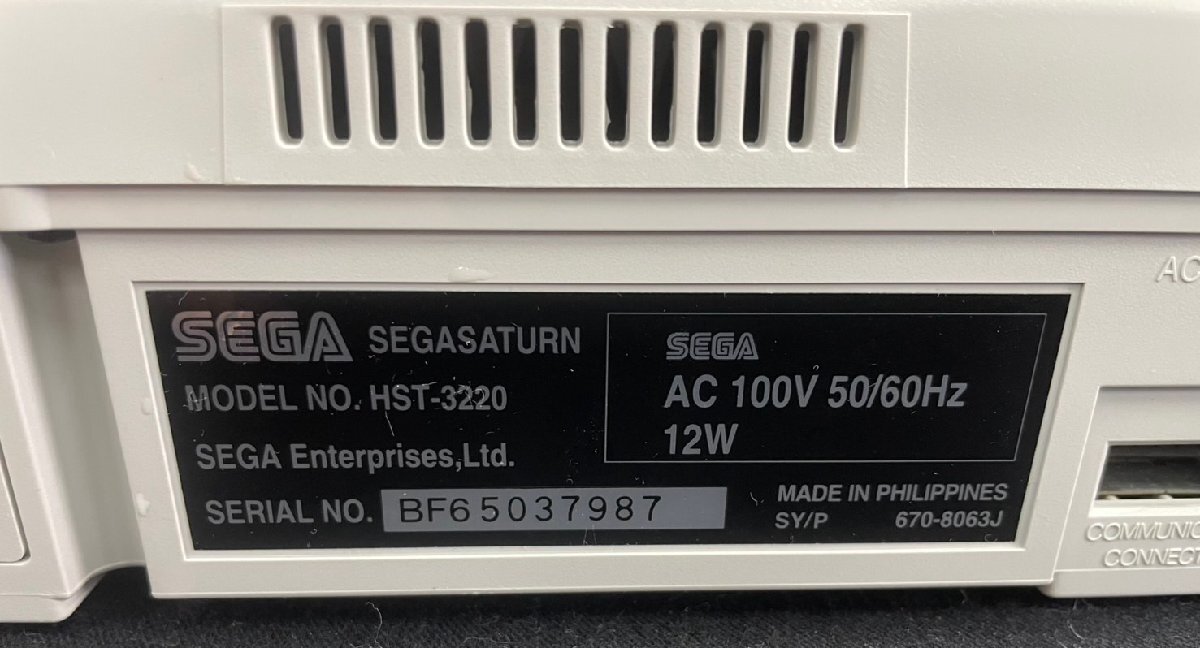 SEGA SEGASATURN
MODEL NO. HST-3220
SEGA Enterprises,Ltd.
SERIAL NO. BF65037987
SEGA
AC 100V 50/60Hz
12W
MADE IN PHILIPPINES
SY/P 670-8063J
AC